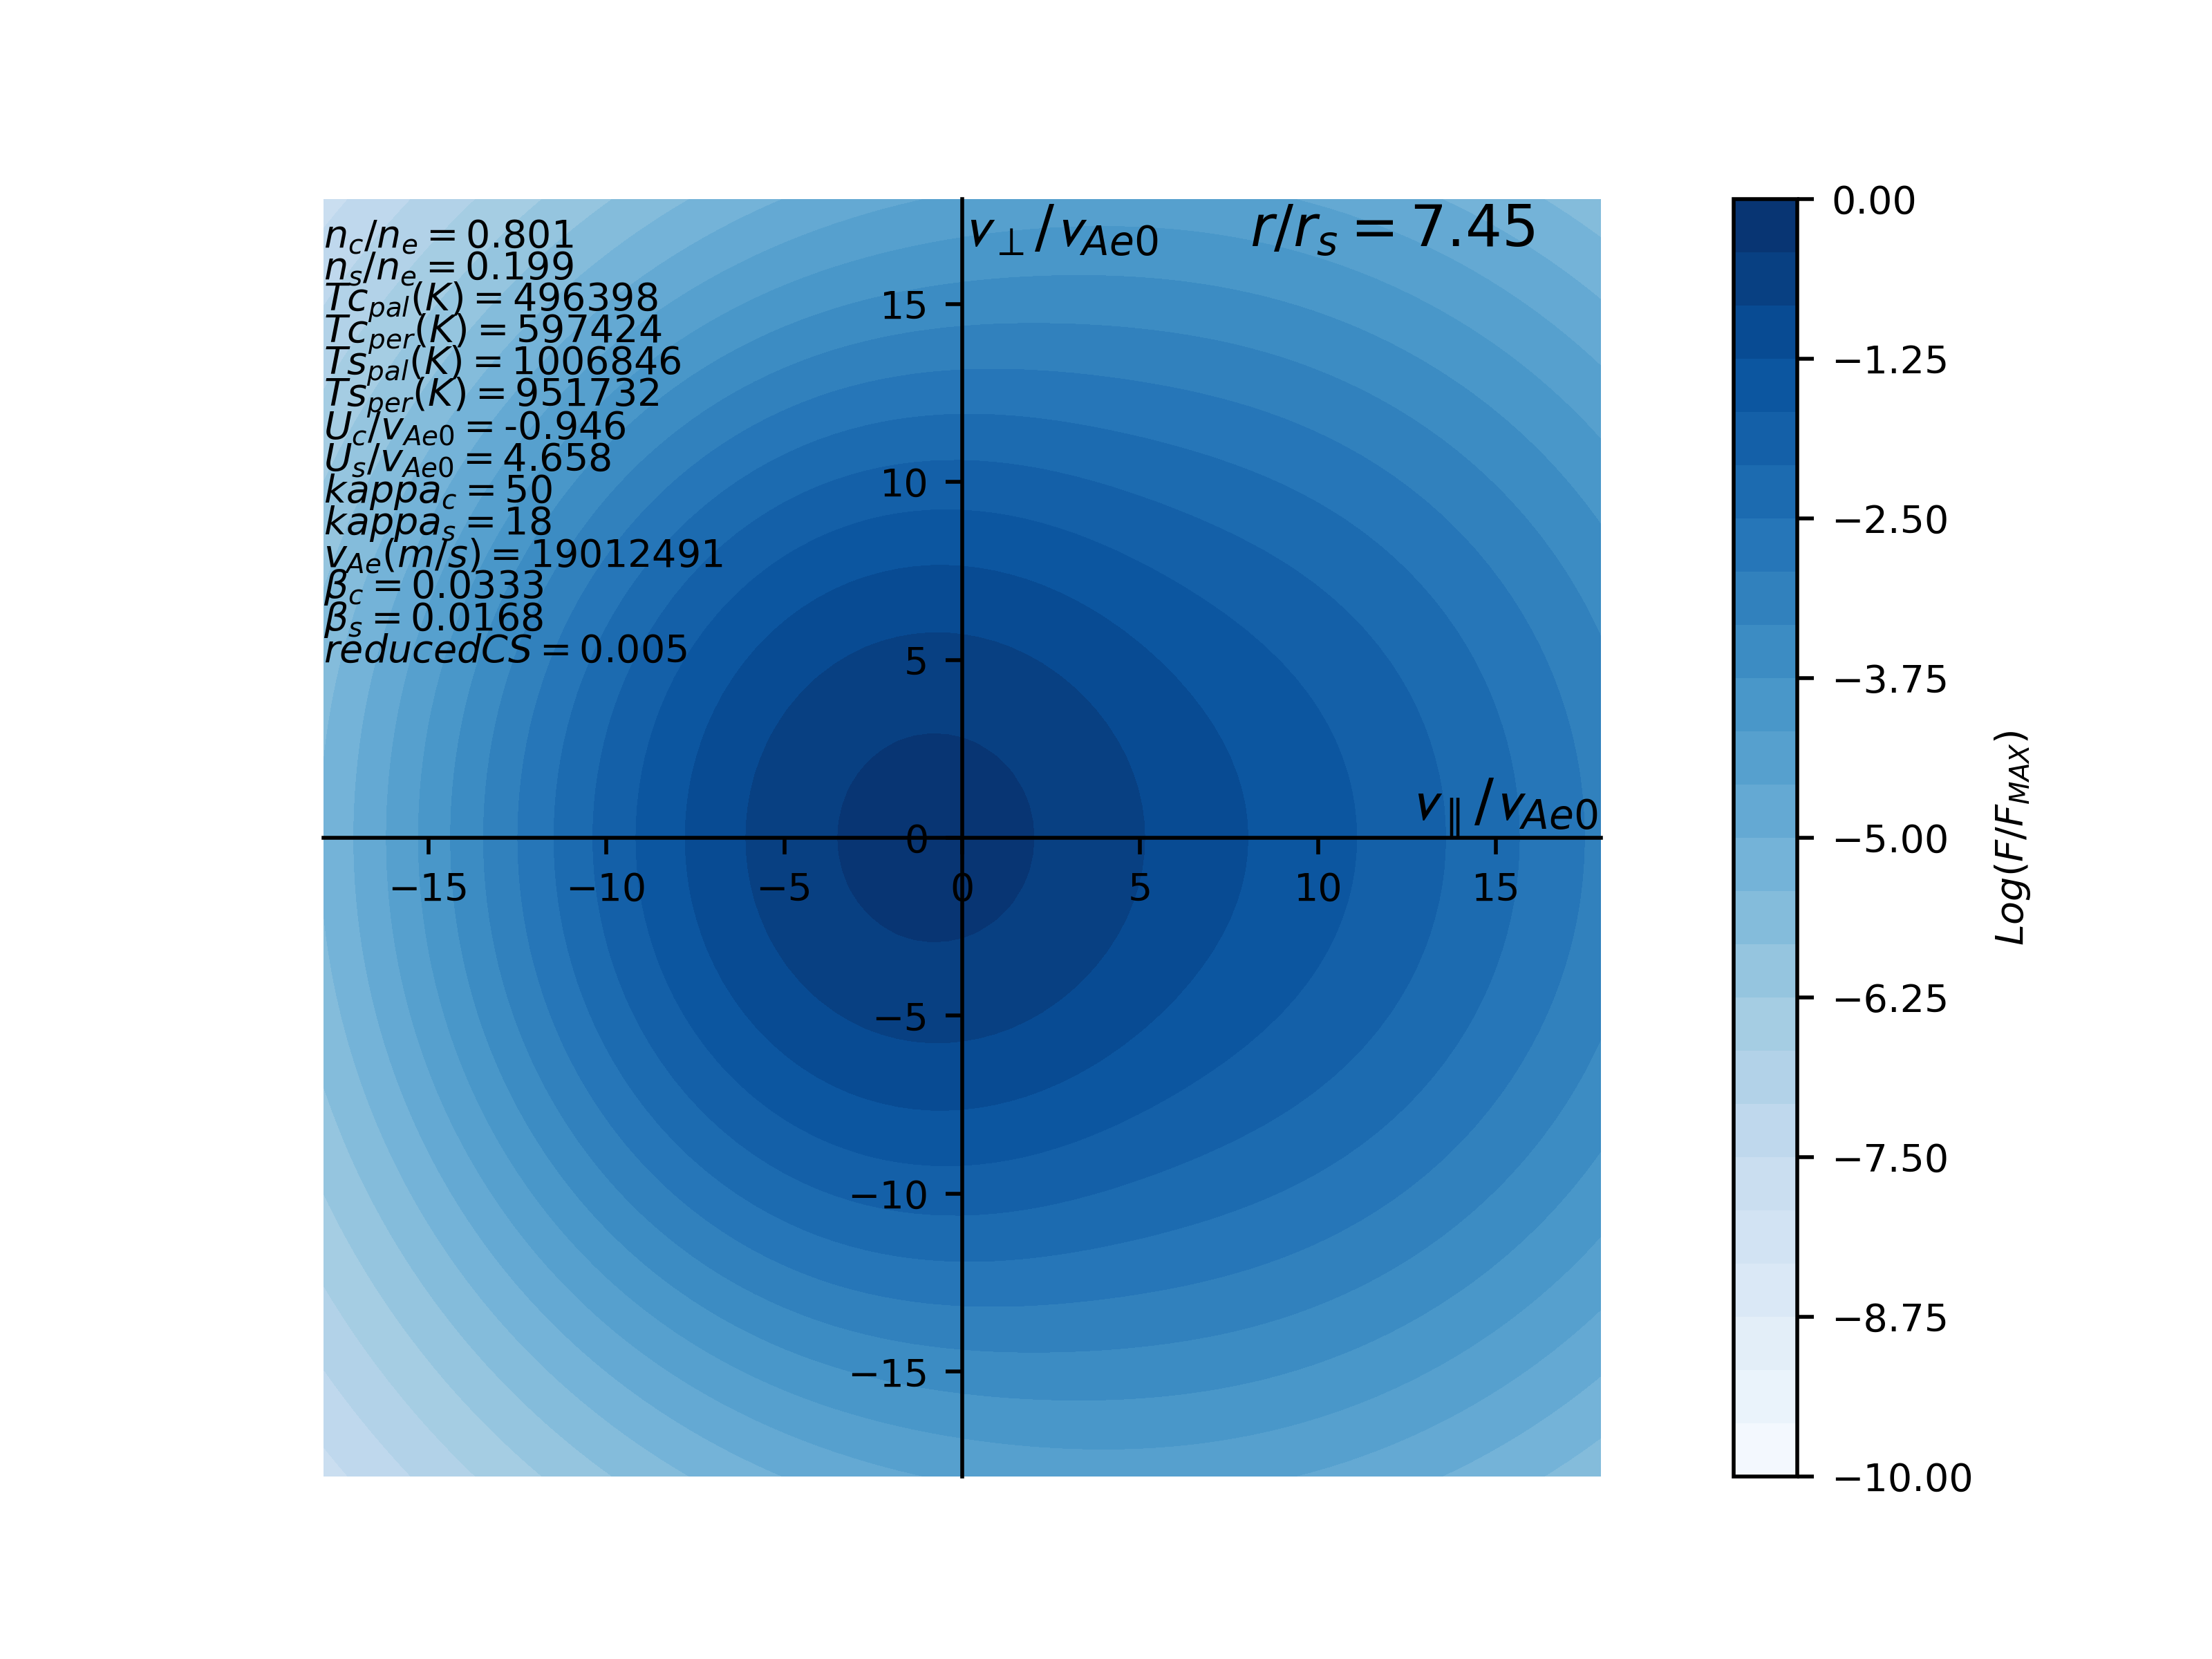 n_c/n_e = 0.801
n_s/n_e = 0.199
Tc_pal(K) = 496398
Tc_per(K) = 597424
Ts_pal(K) = 1006846
Ts_per(K) = 951732
U_c/v_Ae0 = -0.946
U_s/v_Ae0 = 4.658
kappa_c = 50
kappa_s = 18
v_Ae(m/s) = 19012491
β_c = 0.0333
β_s = 0.0168
reducedCS = 0.005
v_⊥/v_Ae0
r/r_s = 7.45
15
10
5
0
−5
−10
−15
v_∥/v_Ae0
−15 −10 −5 0 5 10 15
0.00
−1.25
−2.50
−3.75
−5.00
−6.25
−7.50
−8.75
−10.00
Log(F/F_MAX)